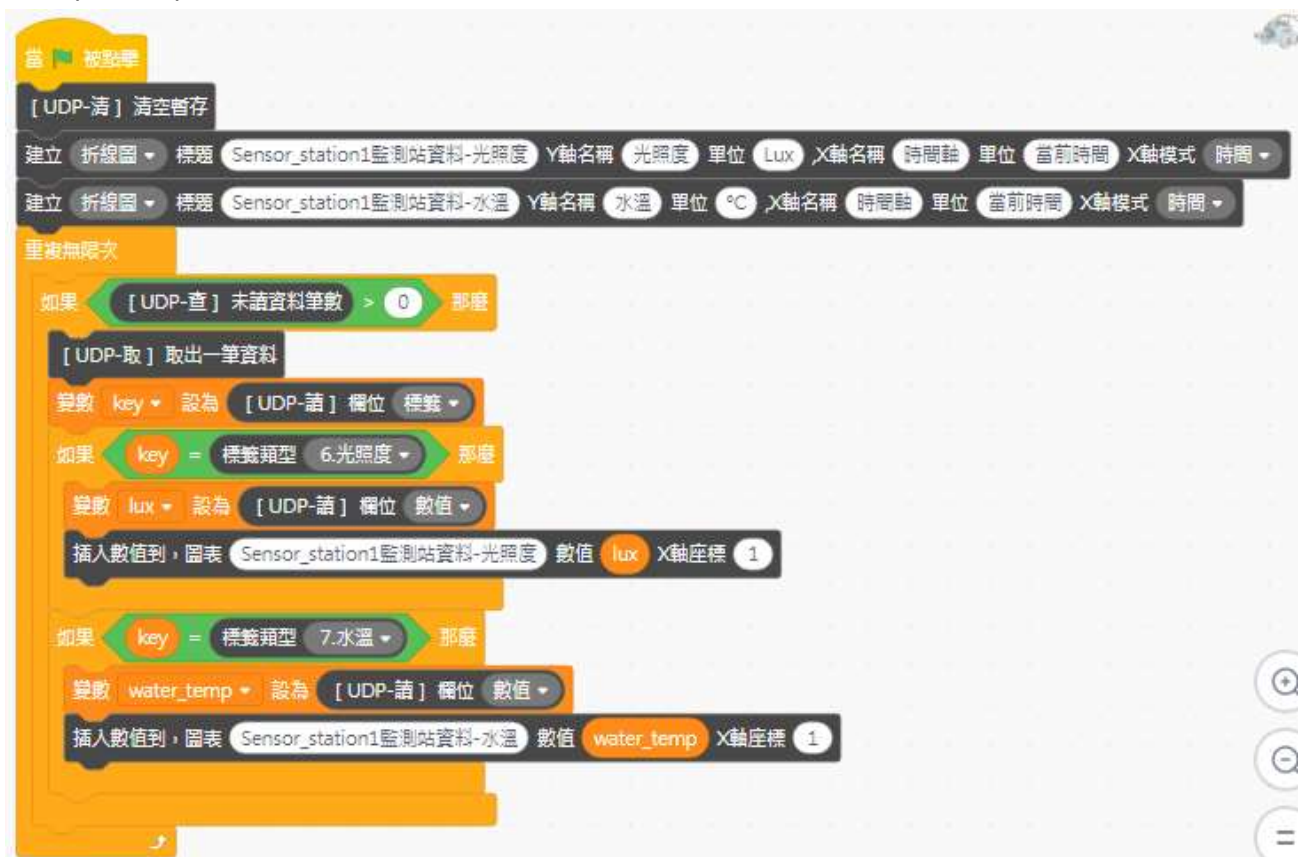 當 被點擊
[ UDP-清 ] 清空暫存
建立 折線圖 標題 Sensor_station1監測站資料-光照度 Y軸名稱 光照度 單位 Lux ,X軸名稱 時間軸 單位 當前時間 X軸模式 時間
建立 折線圖 標題 Sensor_station1監測站資料-水溫 Y軸名稱 水溫 單位 °C ,X軸名稱 時間軸 單位 當前時間 X軸模式 時間
重複無限次
如果 [ UDP-查 ] 未讀資料筆數 > 0 那麼
[ UDP-取 ] 取出一筆資料
變數 key 設為 [ UDP-讀 ] 欄位 標籤
如果 key = 標籤類型 6.光照度 那麼
變數 lux 設為 [ UDP-讀 ] 欄位 數值
插入數值到，圖表 Sensor_station1監測站資料-光照度 數值 lux X軸座標 1
如果 key = 標籤類型 7.水溫 那麼
變數 water_temp 設為 [ UDP-讀 ] 欄位 數值
插入數值到，圖表 Sensor_station1監測站資料-水溫 數值 water_temp X軸座標 1